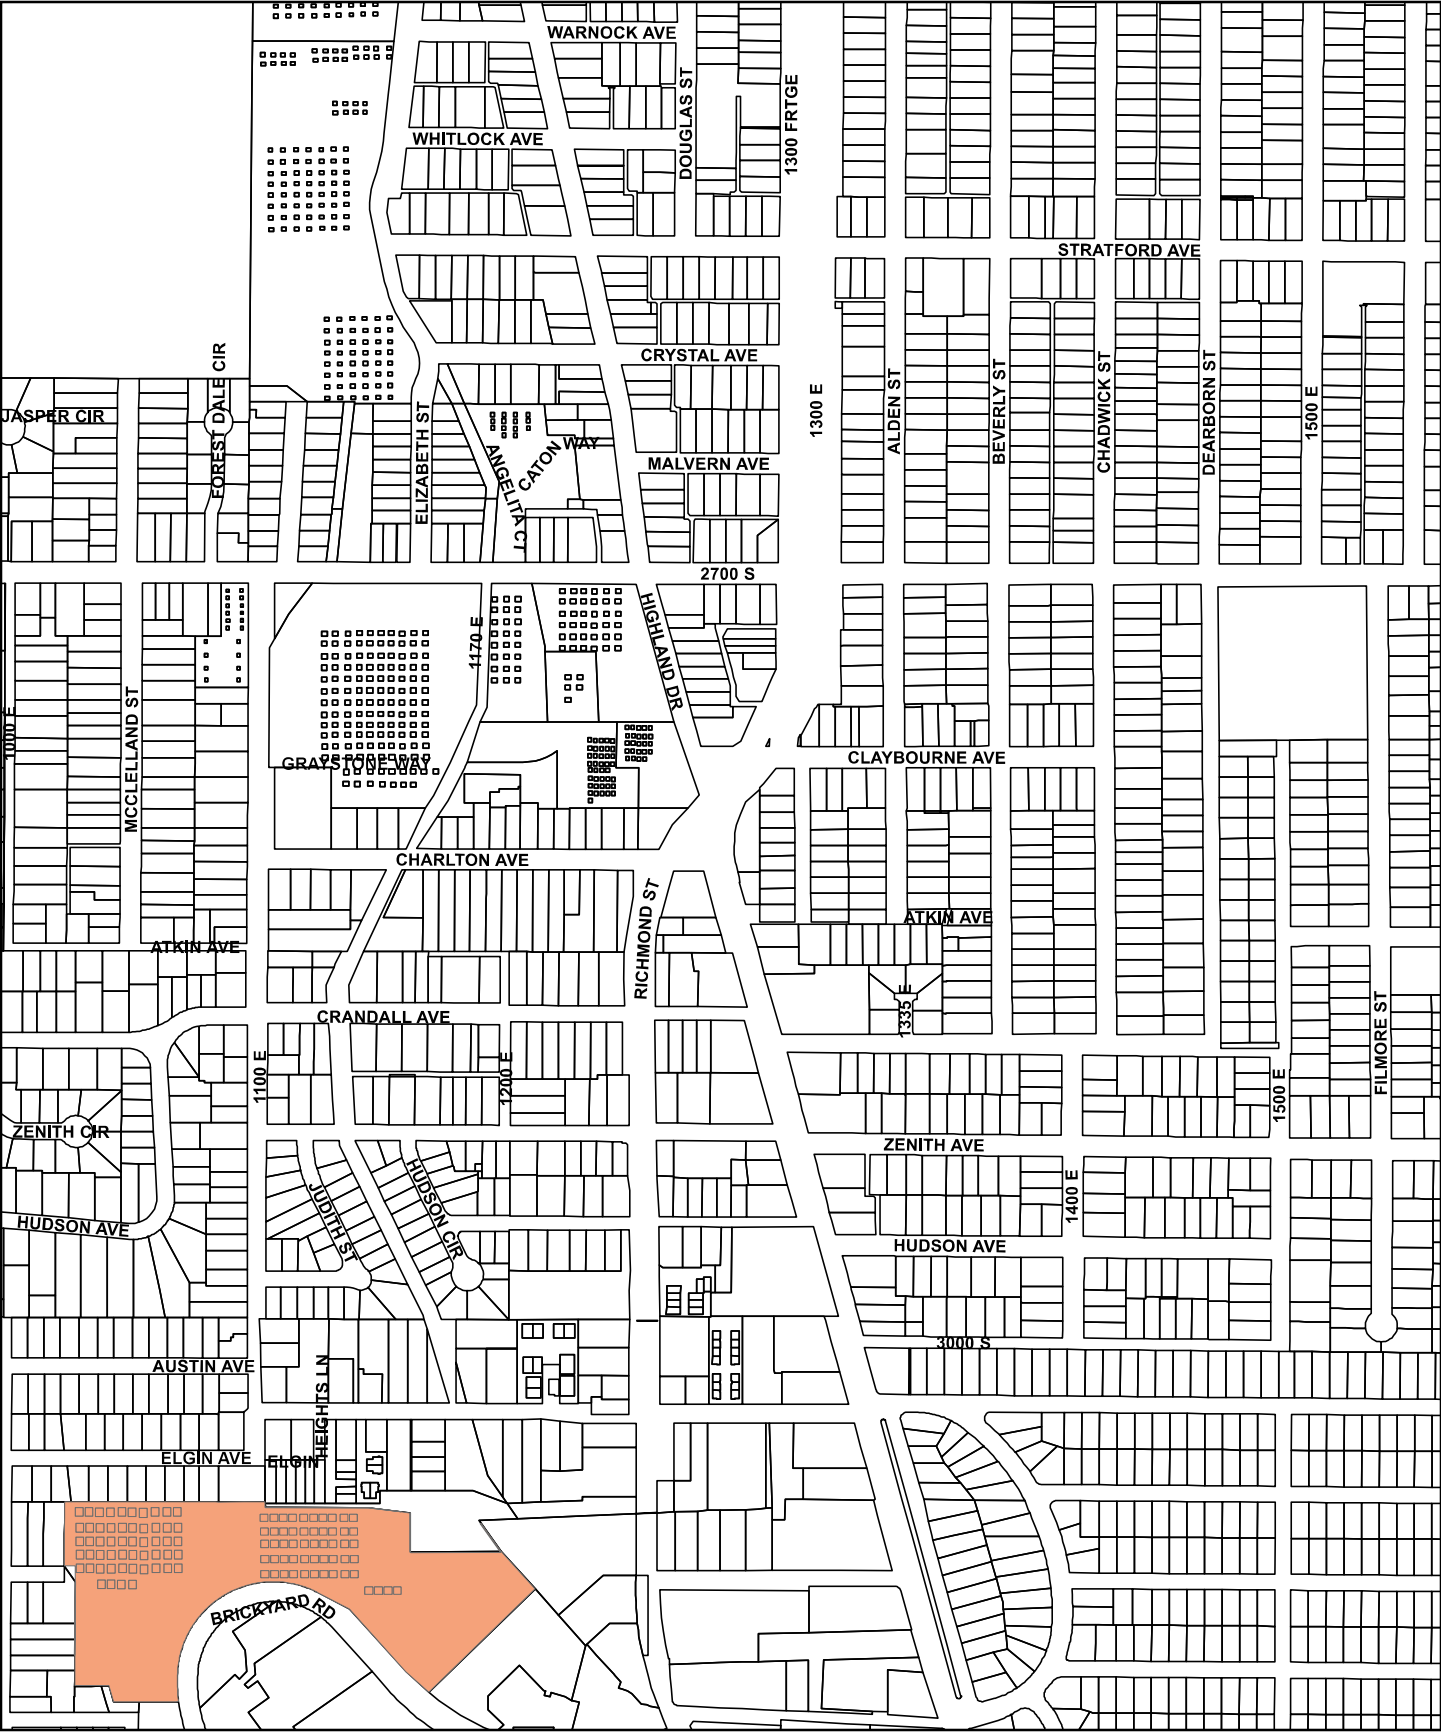 WARNOCK AVE
DOUGLAS ST
1300 FRTGE
WHITLOCK AVE
STRATFORD AVE
CRYSTAL AVE
FOREST DALE CIR
JASPER CIR
ELIZABETH ST
ANGELITA CT
CATON WAY
MALVERN AVE
1300 E
ALDEN ST
BEVERLY ST
CHADWICK ST
DEARBORN ST
1500 E
2700 S
1170 E
HIGHLAND DR
1000 E
MCCLELLAND ST
GRAYSTONE WAY
CLAYBOURNE AVE
CHARLTON AVE
RICHMOND ST
ATKIN AVE
ATKIN AVE
1335 E
CRANDALL AVE
FILMORE ST
1100 E
1200 E
1500 E
ZENITH CIR
ZENITH AVE
1400 E
HUDSON AVE
JUDITH ST
HUDSON CIR
HUDSON AVE
3000 S
AUSTIN AVE
HEIGHTS LN
ELGIN AVE
ELGIN
BRICKYARD RD